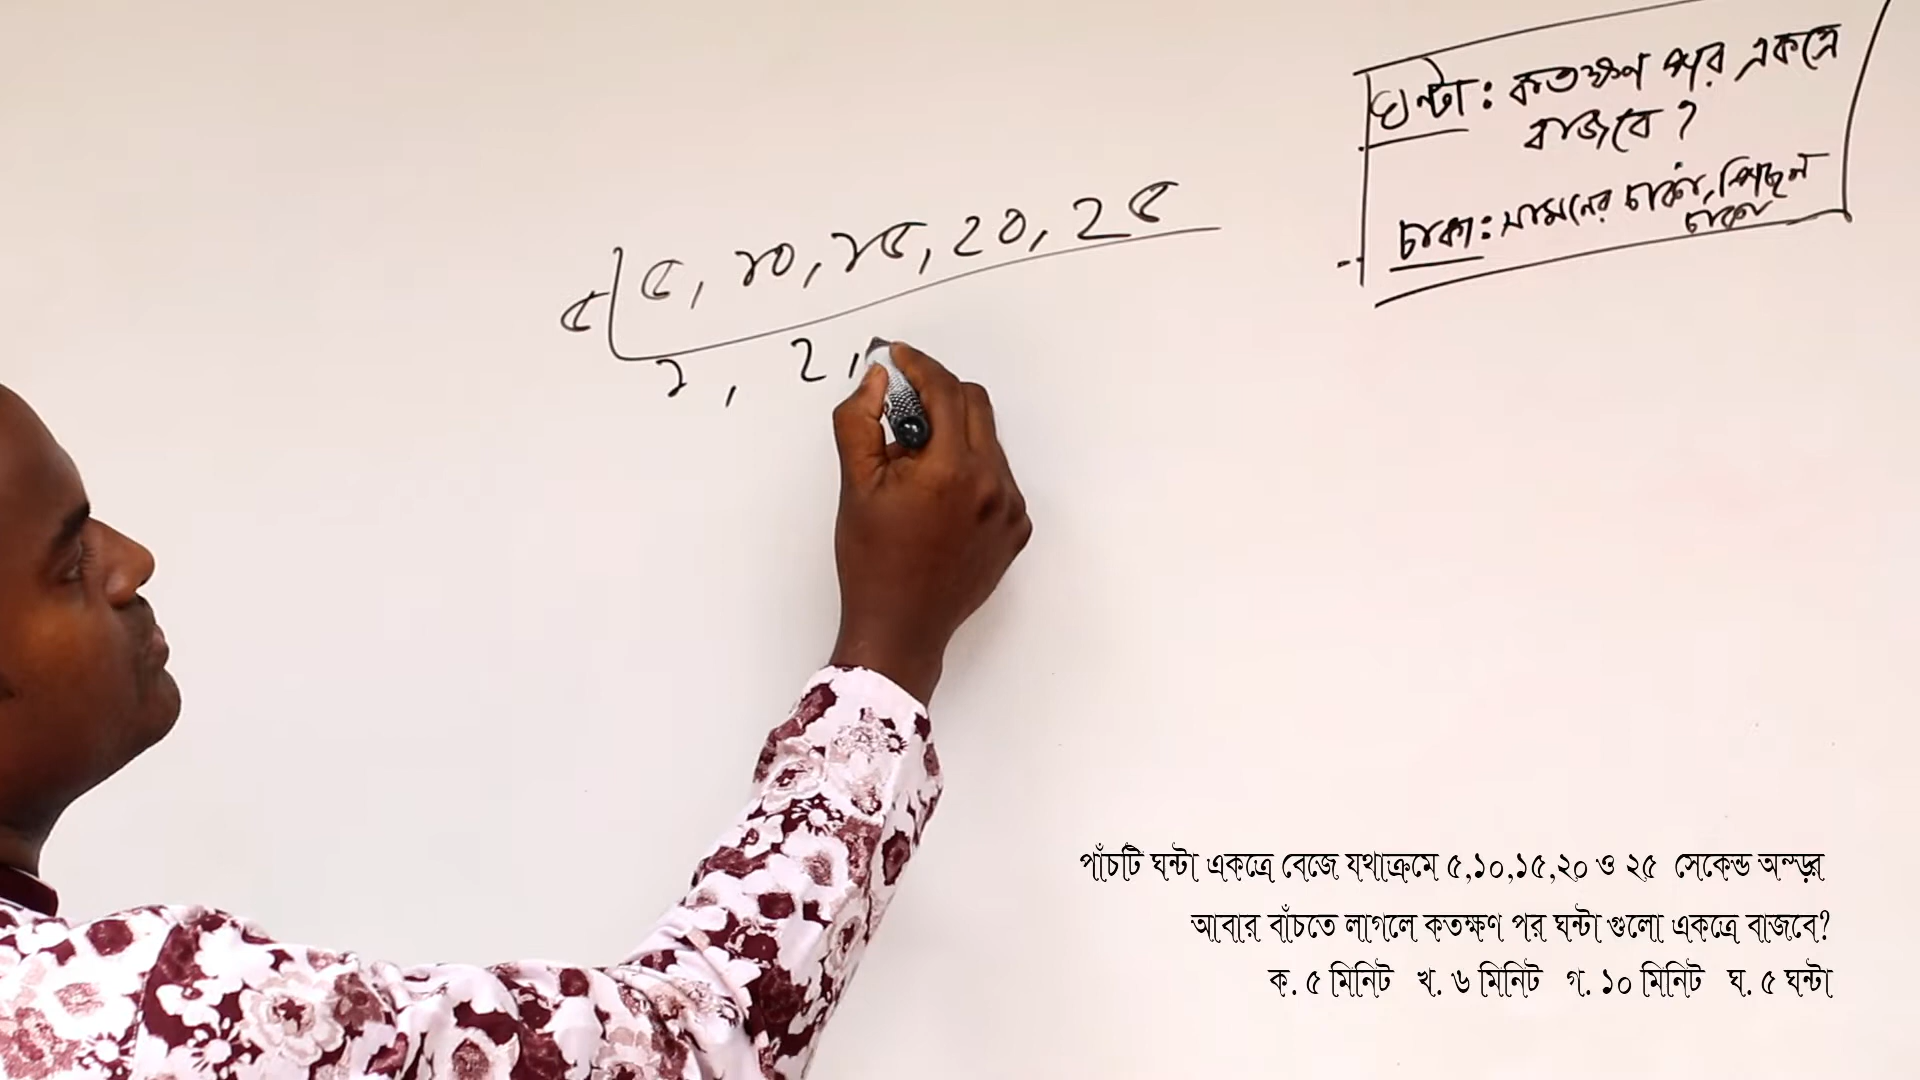 ঘন্টা : কতক্ষণ পর একত্রে
বাজবে ?
চাকা : সামনের চাকা, পিছন
চাকা
৫ ৫, ১০, ১৫, ২০, ২৫
১, ২,
পাঁচটি ঘন্টা একত্রে বেজে যথাক্রমে ৫,১০,১৫,২০ ও ২৫ সেকেন্ড অন্ড়র
আবার বাঁচতে লাগলে কতক্ষণ পর ঘন্টা গুলো একত্রে বাজবে?
ক. ৫ মিনিট খ. ৬ মিনিট গ. ১০ মিনিট ঘ. ৫ ঘন্টা